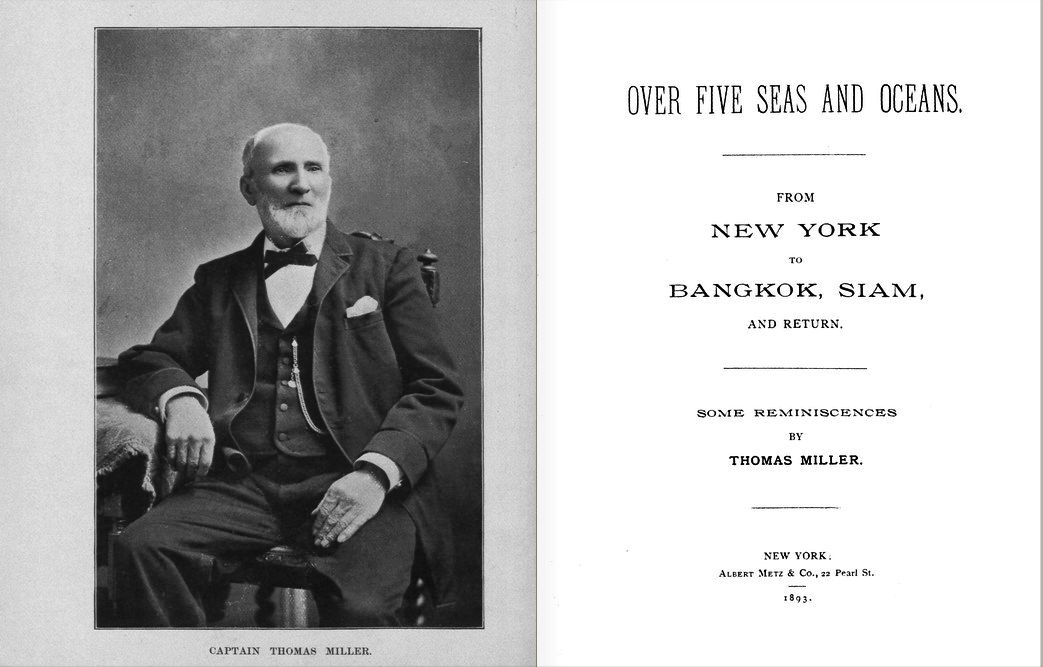 CAPTAIN THOMAS MILLER.
OVER FIVE SEAS AND OCEANS.
FROM
NEW YORK
TO
BANGKOK, SIAM,
AND RETURN.
SOME REMINISCENCES
BY
THOMAS MILLER.
NEW YORK:
ALBERT METZ & CO., 22 Pearl St.
1893.